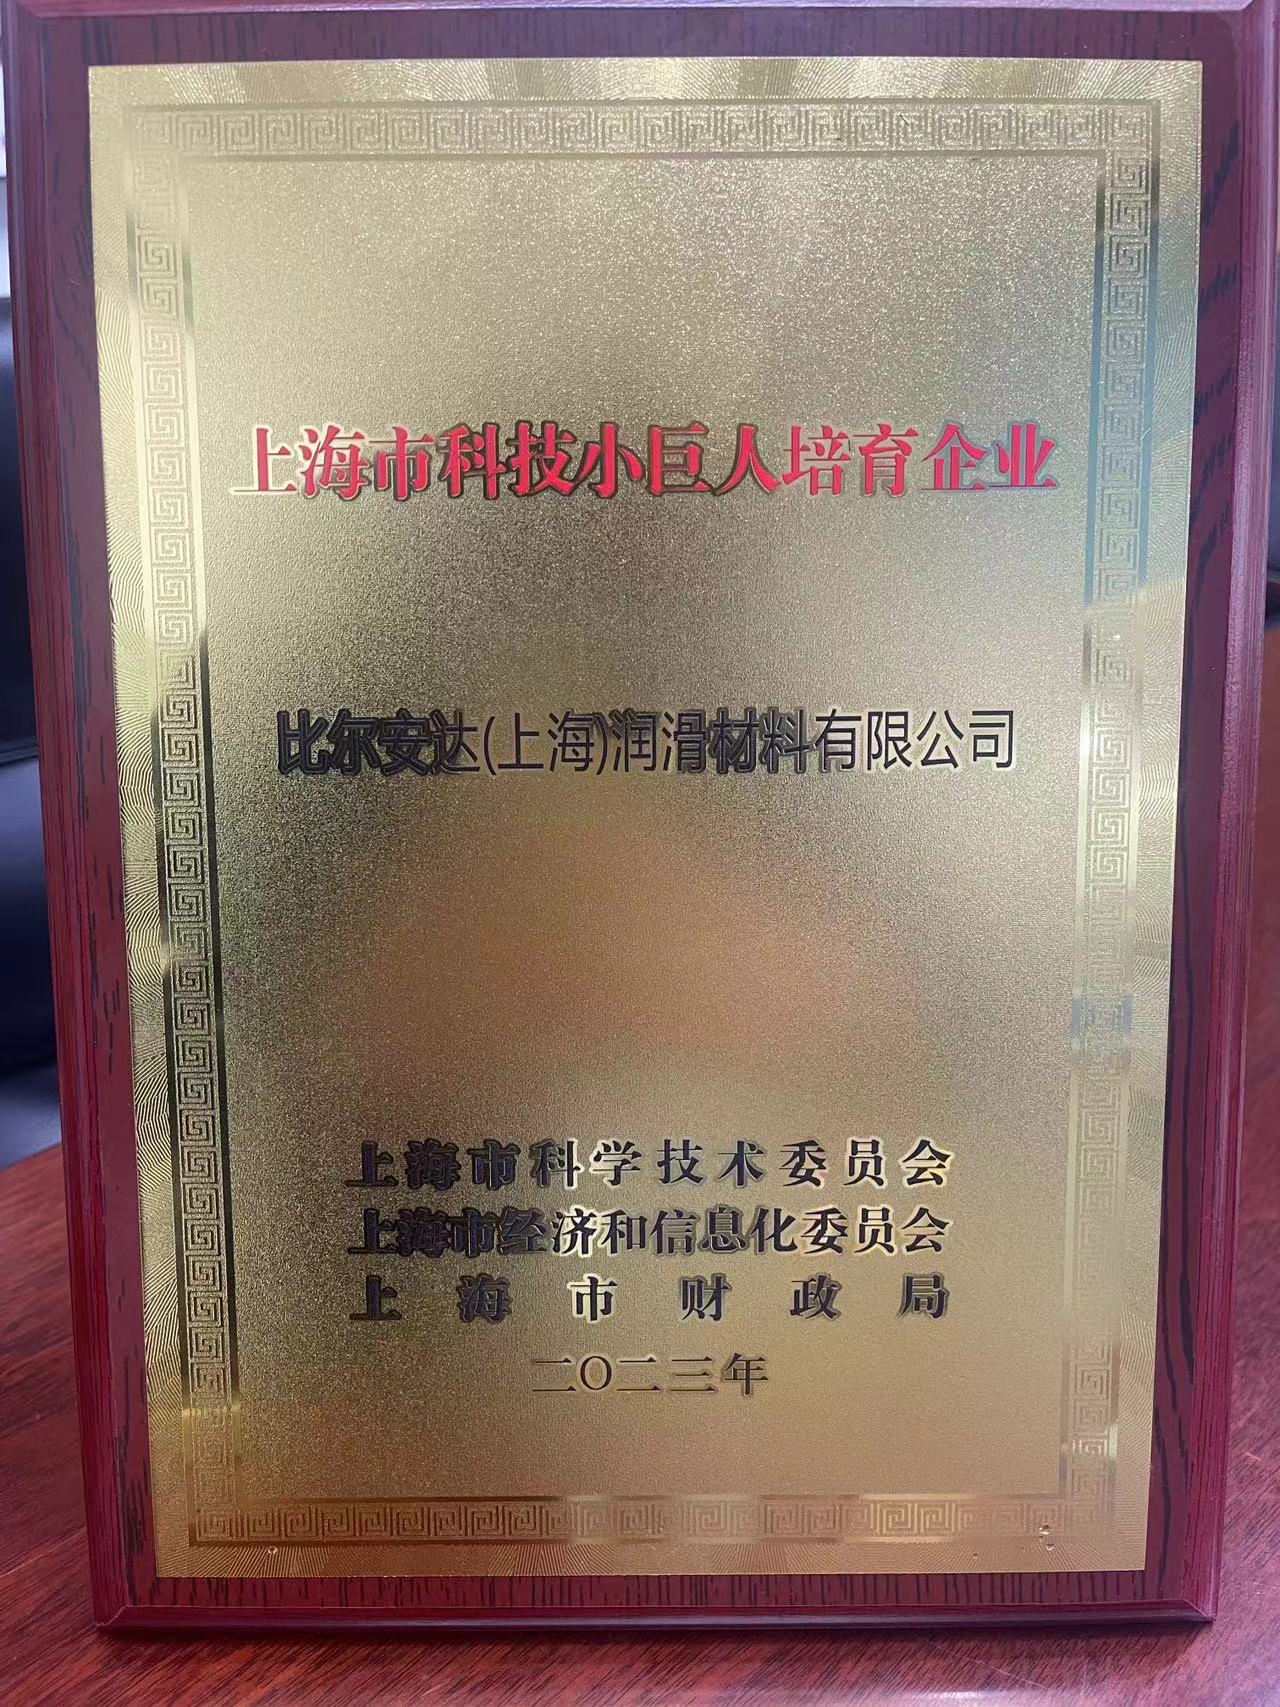 上海市科技小巨人培育企业
比尔安达(上海)润滑材料有限公司
上海市科学技术委员会
上海市经济和信息化委员会
上海市财政局
二〇二三年